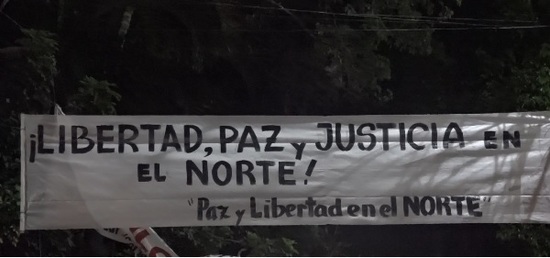 ¡LIBERTAD, PAZ y JUSTICIA EN
EL NORTE!
"Paz y Libertad en el NORTE"